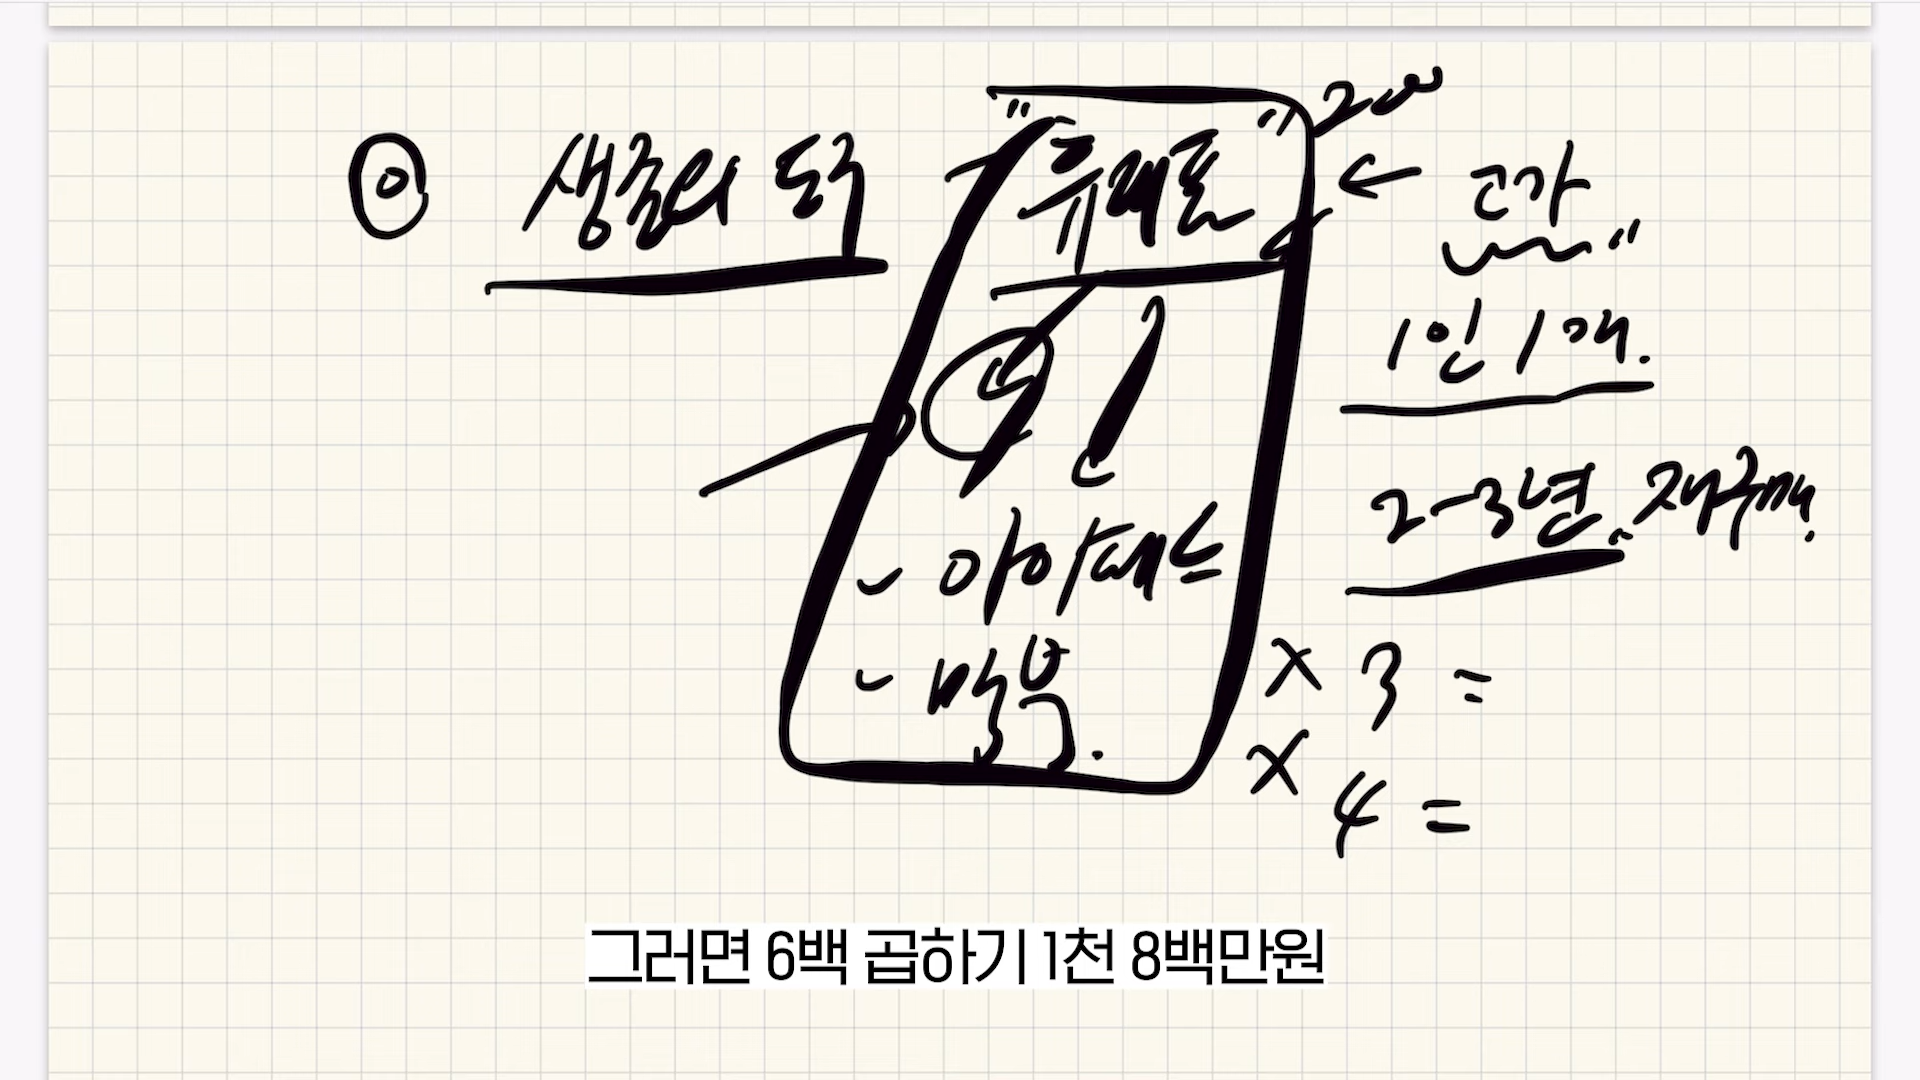 생존의 도구 "휴대폰" 200
← 고가"
1인 1개.
2-3년. 재구매.
아이패드
맥북.
× 3 =
× 4 =
그러면 6백 곱하기 1천 8백만원